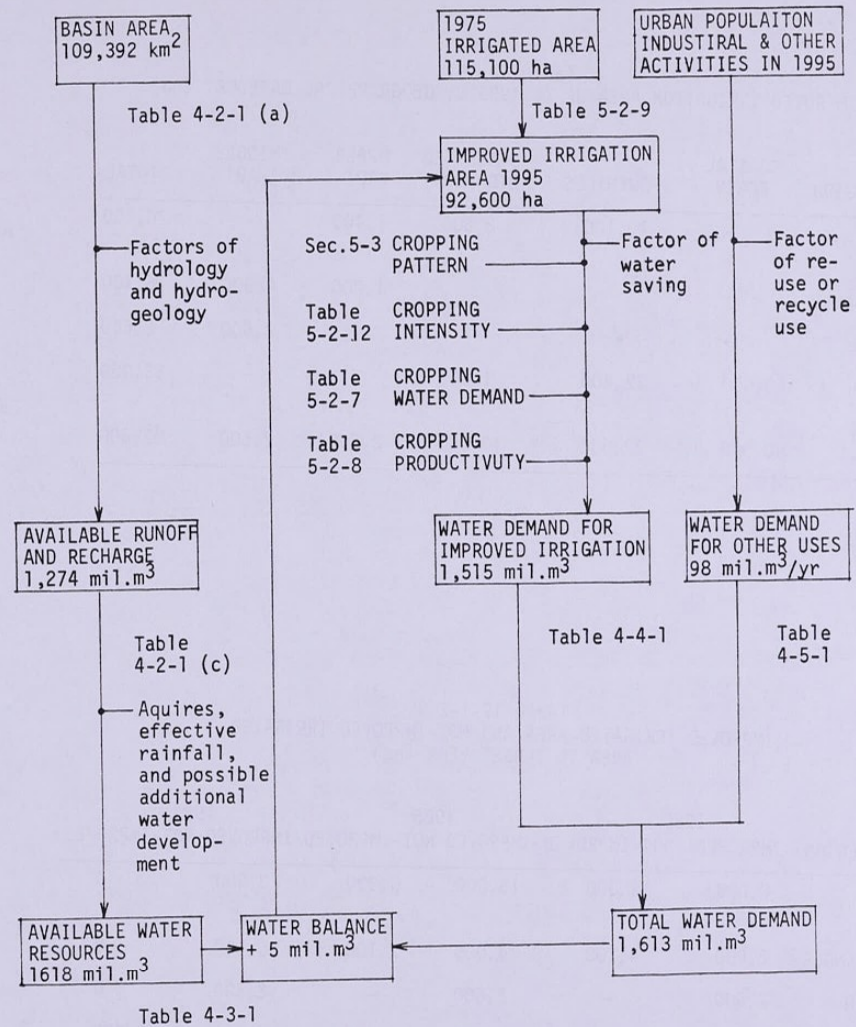 BASIN AREA
109,392 km2
1975
IRRIGATED AREA
115,100 ha
URBAN POPULAITON
INDUSTIRAL & OTHER
ACTIVITIES IN 1995
Table 4-2-1 (a)
Table 5-2-9
IMPROVED IRRIGATION
AREA 1995
92,600 ha
Factors of
hydrology
and hydro-
geology
Sec.5-3 CROPPING
PATTERN
Factor of
water
saving
Factor
of re-
use or
recycle
use
Table CROPPING
5-2-12 INTENSITY
Table CROPPING
5-2-7 WATER DEMAND
Table CROPPING
5-2-8 PRODUCTIVUTY
AVAILABLE RUNOFF
AND RECHARGE
1,274 mil.m3
WATER DEMAND FOR
IMPROVED IRRIGATION
1,515 mil.m3
WATER DEMAND
FOR OTHER USES
98 mil.m3/yr
Table
4-2-1 (c)
Table 4-4-1
Table
4-5-1
Aquires,
effective
rainfall,
and possible
additional
water
develop-
ment
AVAILABLE WATER
RESOURCES
1618 mil.m3
WATER BALANCE
+ 5 mil.m3
TOTAL WATER DEMAND
1,613 mil.m3
Table 4-3-1